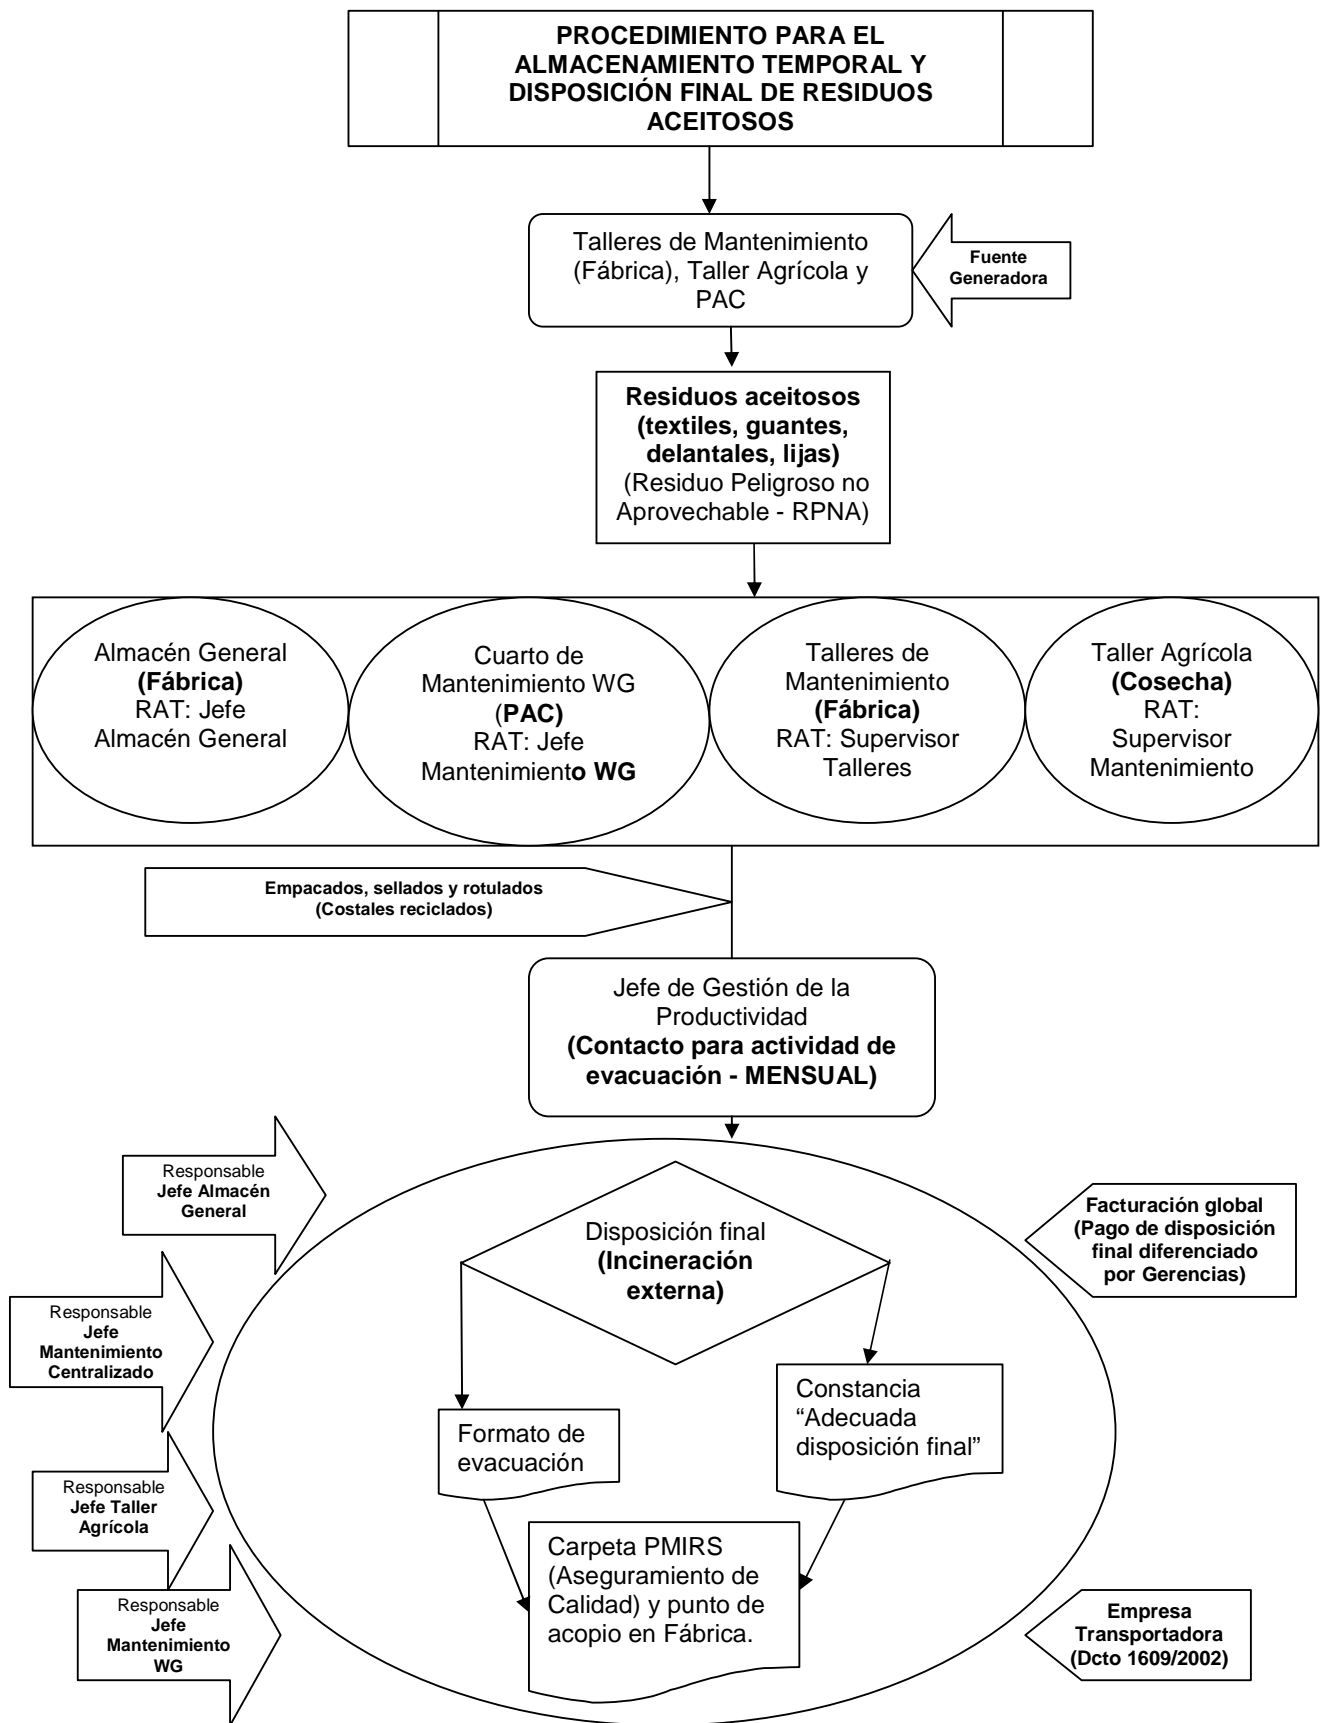 PROCEDIMIENTO PARA EL
ALMACENAMIENTO TEMPORAL Y
DISPOSICIÓN FINAL DE RESIDUOS
ACEITOSOS
Talleres de Mantenimiento
(Fábrica), Taller Agrícola y
PAC
Fuente
Generadora
Residuos aceitosos
(textiles, guantes,
delantales, lijas)
(Residuo Peligroso no
Aprovechable - RPNA)
Almacén General
(Fábrica)
RAT: Jefe
Almacén General
Cuarto de
Mantenimiento WG
(PAC)
RAT: Jefe
Mantenimiento WG
Talleres de
Mantenimiento
(Fábrica)
RAT: Supervisor
Talleres
Taller Agrícola
(Cosecha)
RAT:
Supervisor
Mantenimiento
Empacados, sellados y rotulados
(Costales reciclados)
Jefe de Gestión de la
Productividad
(Contacto para actividad de
evacuación - MENSUAL)
Responsable
Jefe Almacén
General
Disposición final
(Incineración
externa)
Facturación global
(Pago de disposición
final diferenciado
por Gerencias)
Responsable
Jefe
Mantenimiento
Centralizado
Formato de
evacuación
Constancia
“Adecuada
disposición final”
Responsable
Jefe Taller
Agrícola
Carpeta PMIRS
(Aseguramiento de
Calidad) y punto de
acopio en Fábrica.
Responsable
Jefe
Mantenimiento
WG
Empresa
Transportadora
(Dcto 1609/2002)